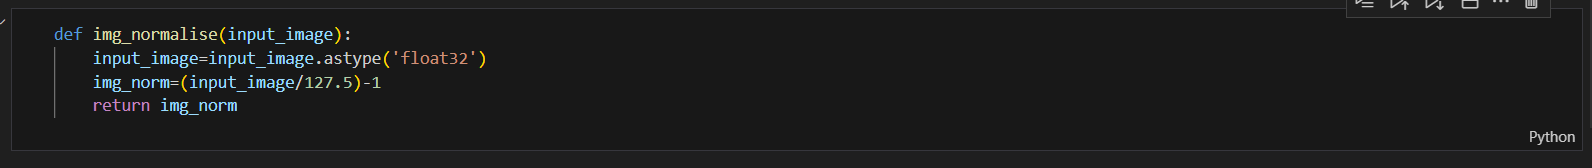 def img_normalise(input_image):
    input_image=input_image.astype('float32')
    img_norm=(input_image/127.5)-1
    return img_norm
Python